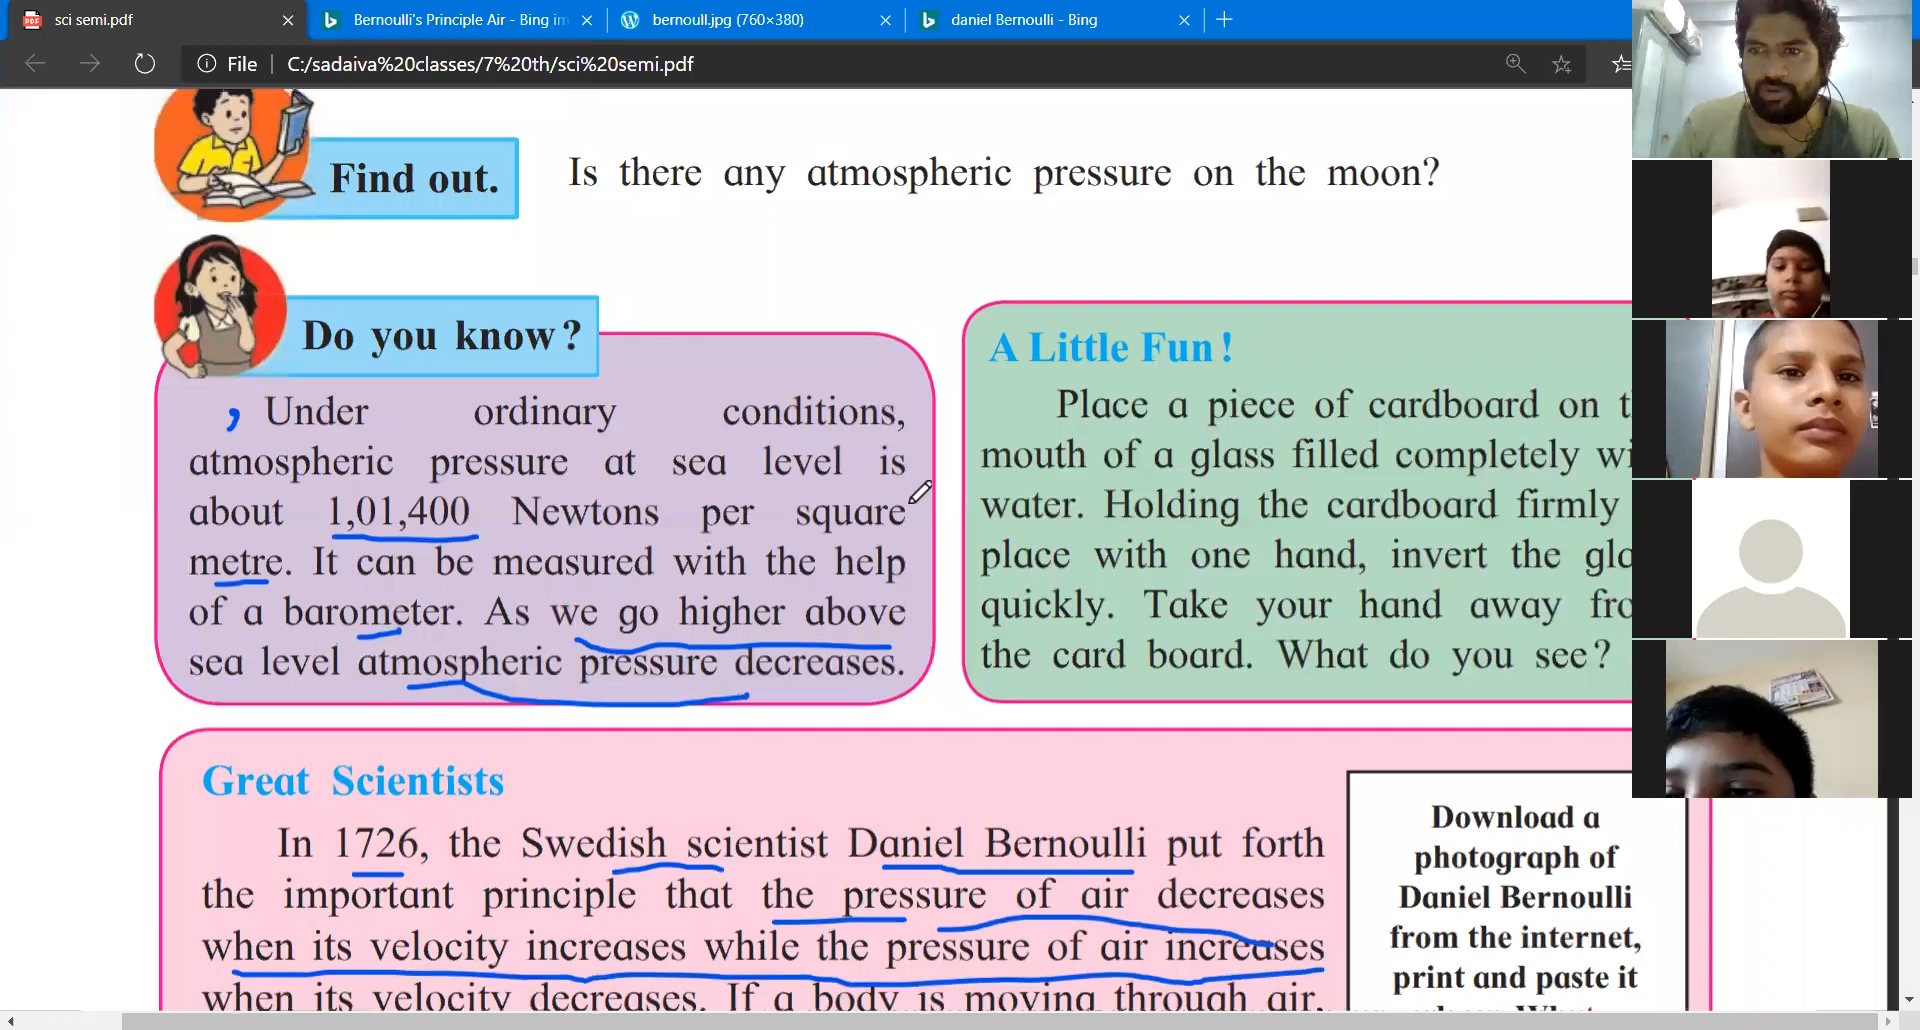 sci semi.pdf
Bernoulli's Principle Air - Bing im
bernoull.jpg (760×380)
daniel Bernoulli - Bing
File
C:/sadaiva%20classes/7%20th/sci%20semi.pdf
Find out.
Is there any atmospheric pressure on the moon?
Do you know?
, Under ordinary conditions,
atmospheric pressure at sea level is
about 1,01,400 Newtons per square
metre. It can be measured with the help
of a barometer. As we go higher above
sea level atmospheric pressure decreases.
A Little Fun!
Place a piece of cardboard on t
mouth of a glass filled completely wi
water. Holding the cardboard firmly
place with one hand, invert the gla
quickly. Take your hand away fro
the card board. What do you see?
Great Scientists
In 1726, the Swedish scientist Daniel Bernoulli put forth
the important principle that the pressure of air decreases
when its velocity increases while the pressure of air increases
when its velocity decreases. If a body is moving through air,
Download a
photograph of
Daniel Bernoulli
from the internet,
print and paste it